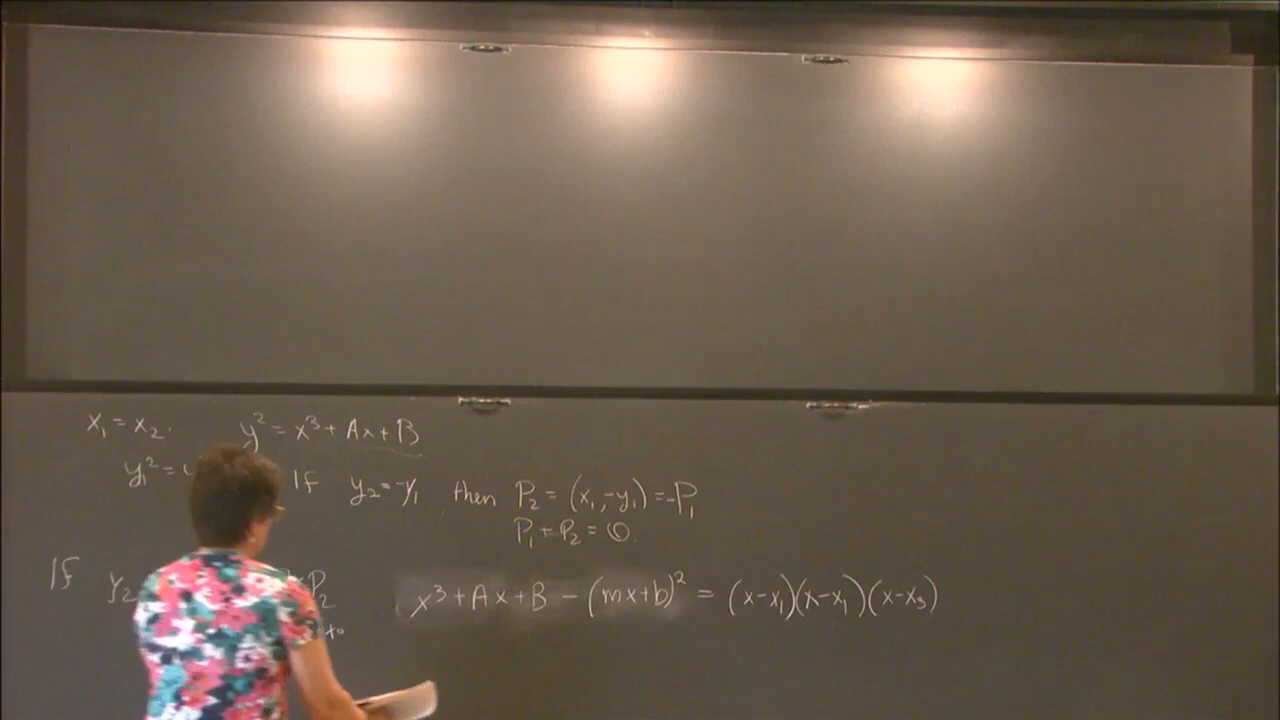 x₁ = x₂. y² = x³ + Ax + B
y₁² = If y₂ = -y₁, then P₂ = (x₁, -y₁) = -P₁
P₁ + P₂ = O.
If y₂ P₂ x³ + Ax + B - (mx+b)² = (x-x₁)(x-x₁)(x-x₃)